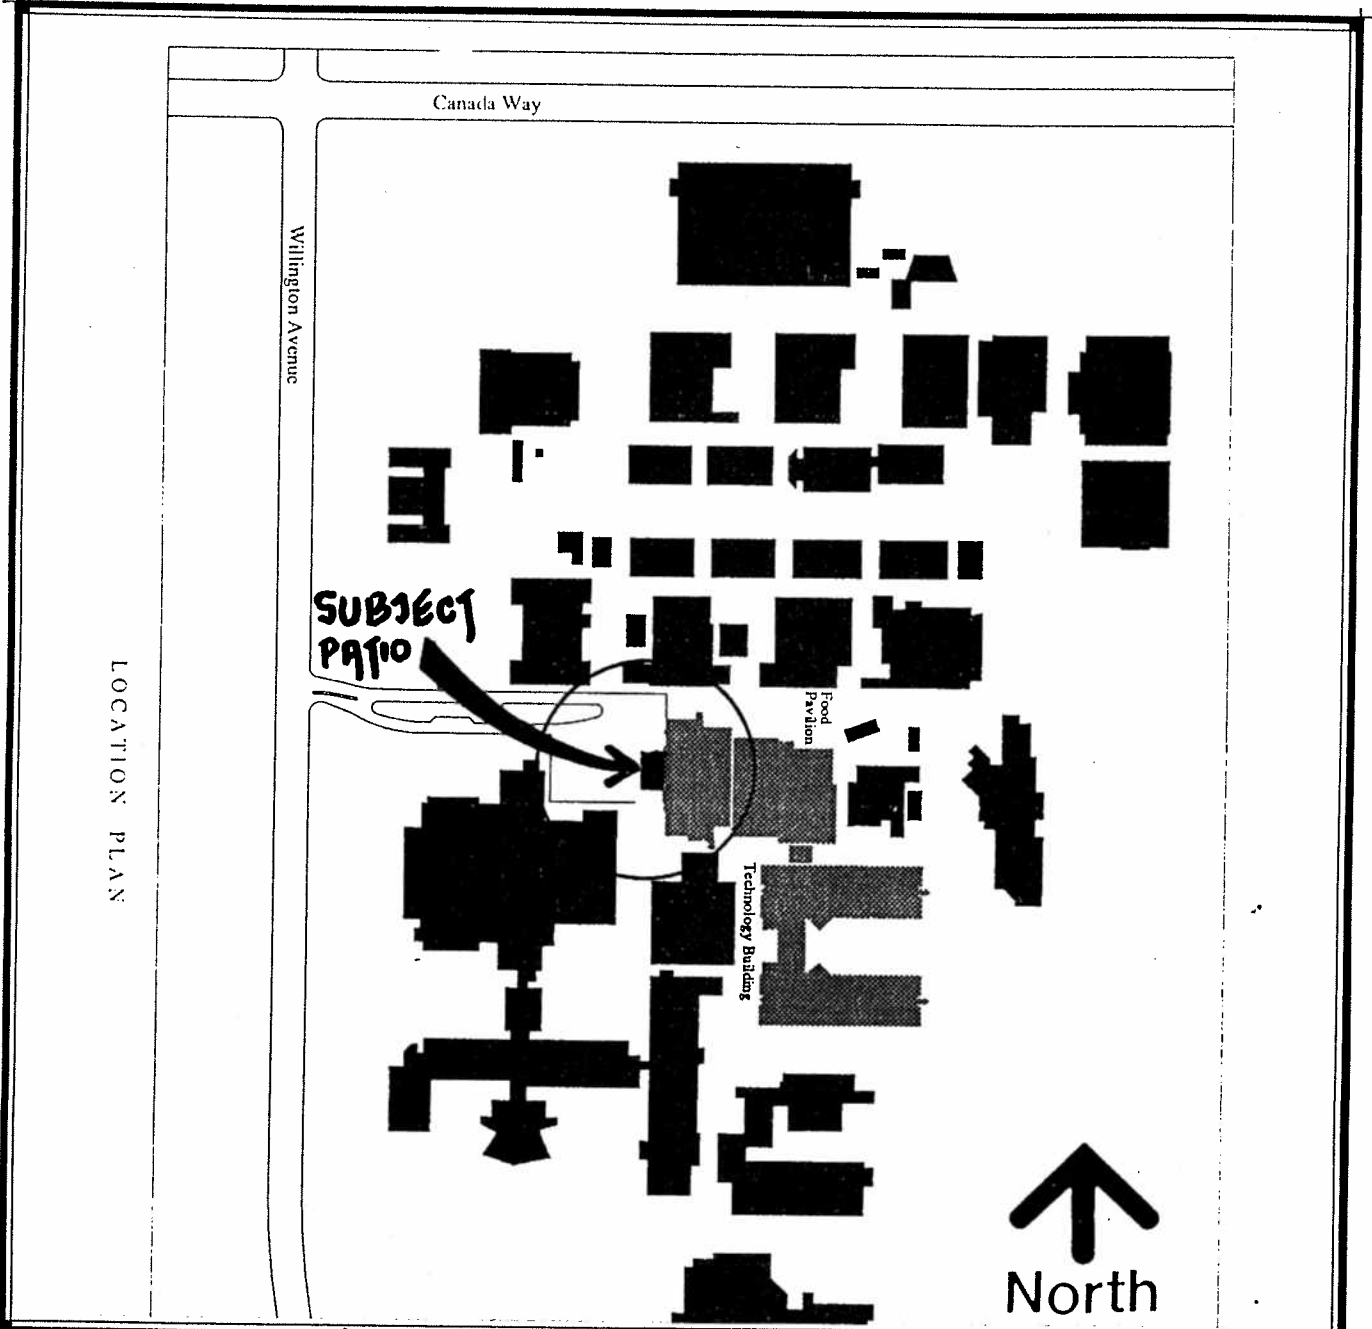 Canada Way
Willington Avenue
SUBJECT
PATIO
Food
Pavilion
Technology Building
LOCATION PLAN
North